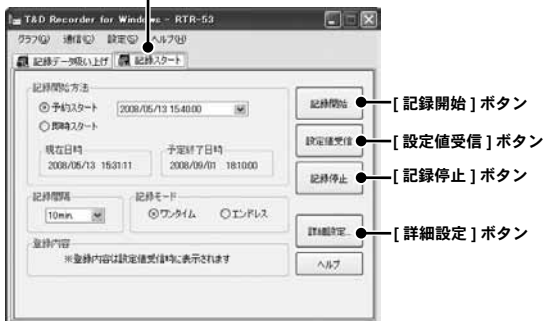 T&D Recorder for Windows - RTR-53
グラフ(G) 通信(C) 設定(S) ヘルプ(H)
記録データ吸い上げ 記録スタート
記録開始方法
予約スタート 2008/05/13 15:40:00
即時スタート
現在日時 予定終了日時
2008/05/13 15:31:11 2008/09/01 18:10:00
記録間隔 記録モード
10min. ワンタイム エンドレス
登録内容
※登録内容は設定値受信時に表示されます
記録開始 [ 記録開始 ] ボタン
設定値受信 [ 設定値受信 ] ボタン
記録停止 [ 記録停止 ] ボタン
詳細設定... [ 詳細設定 ] ボタン
ヘルプ